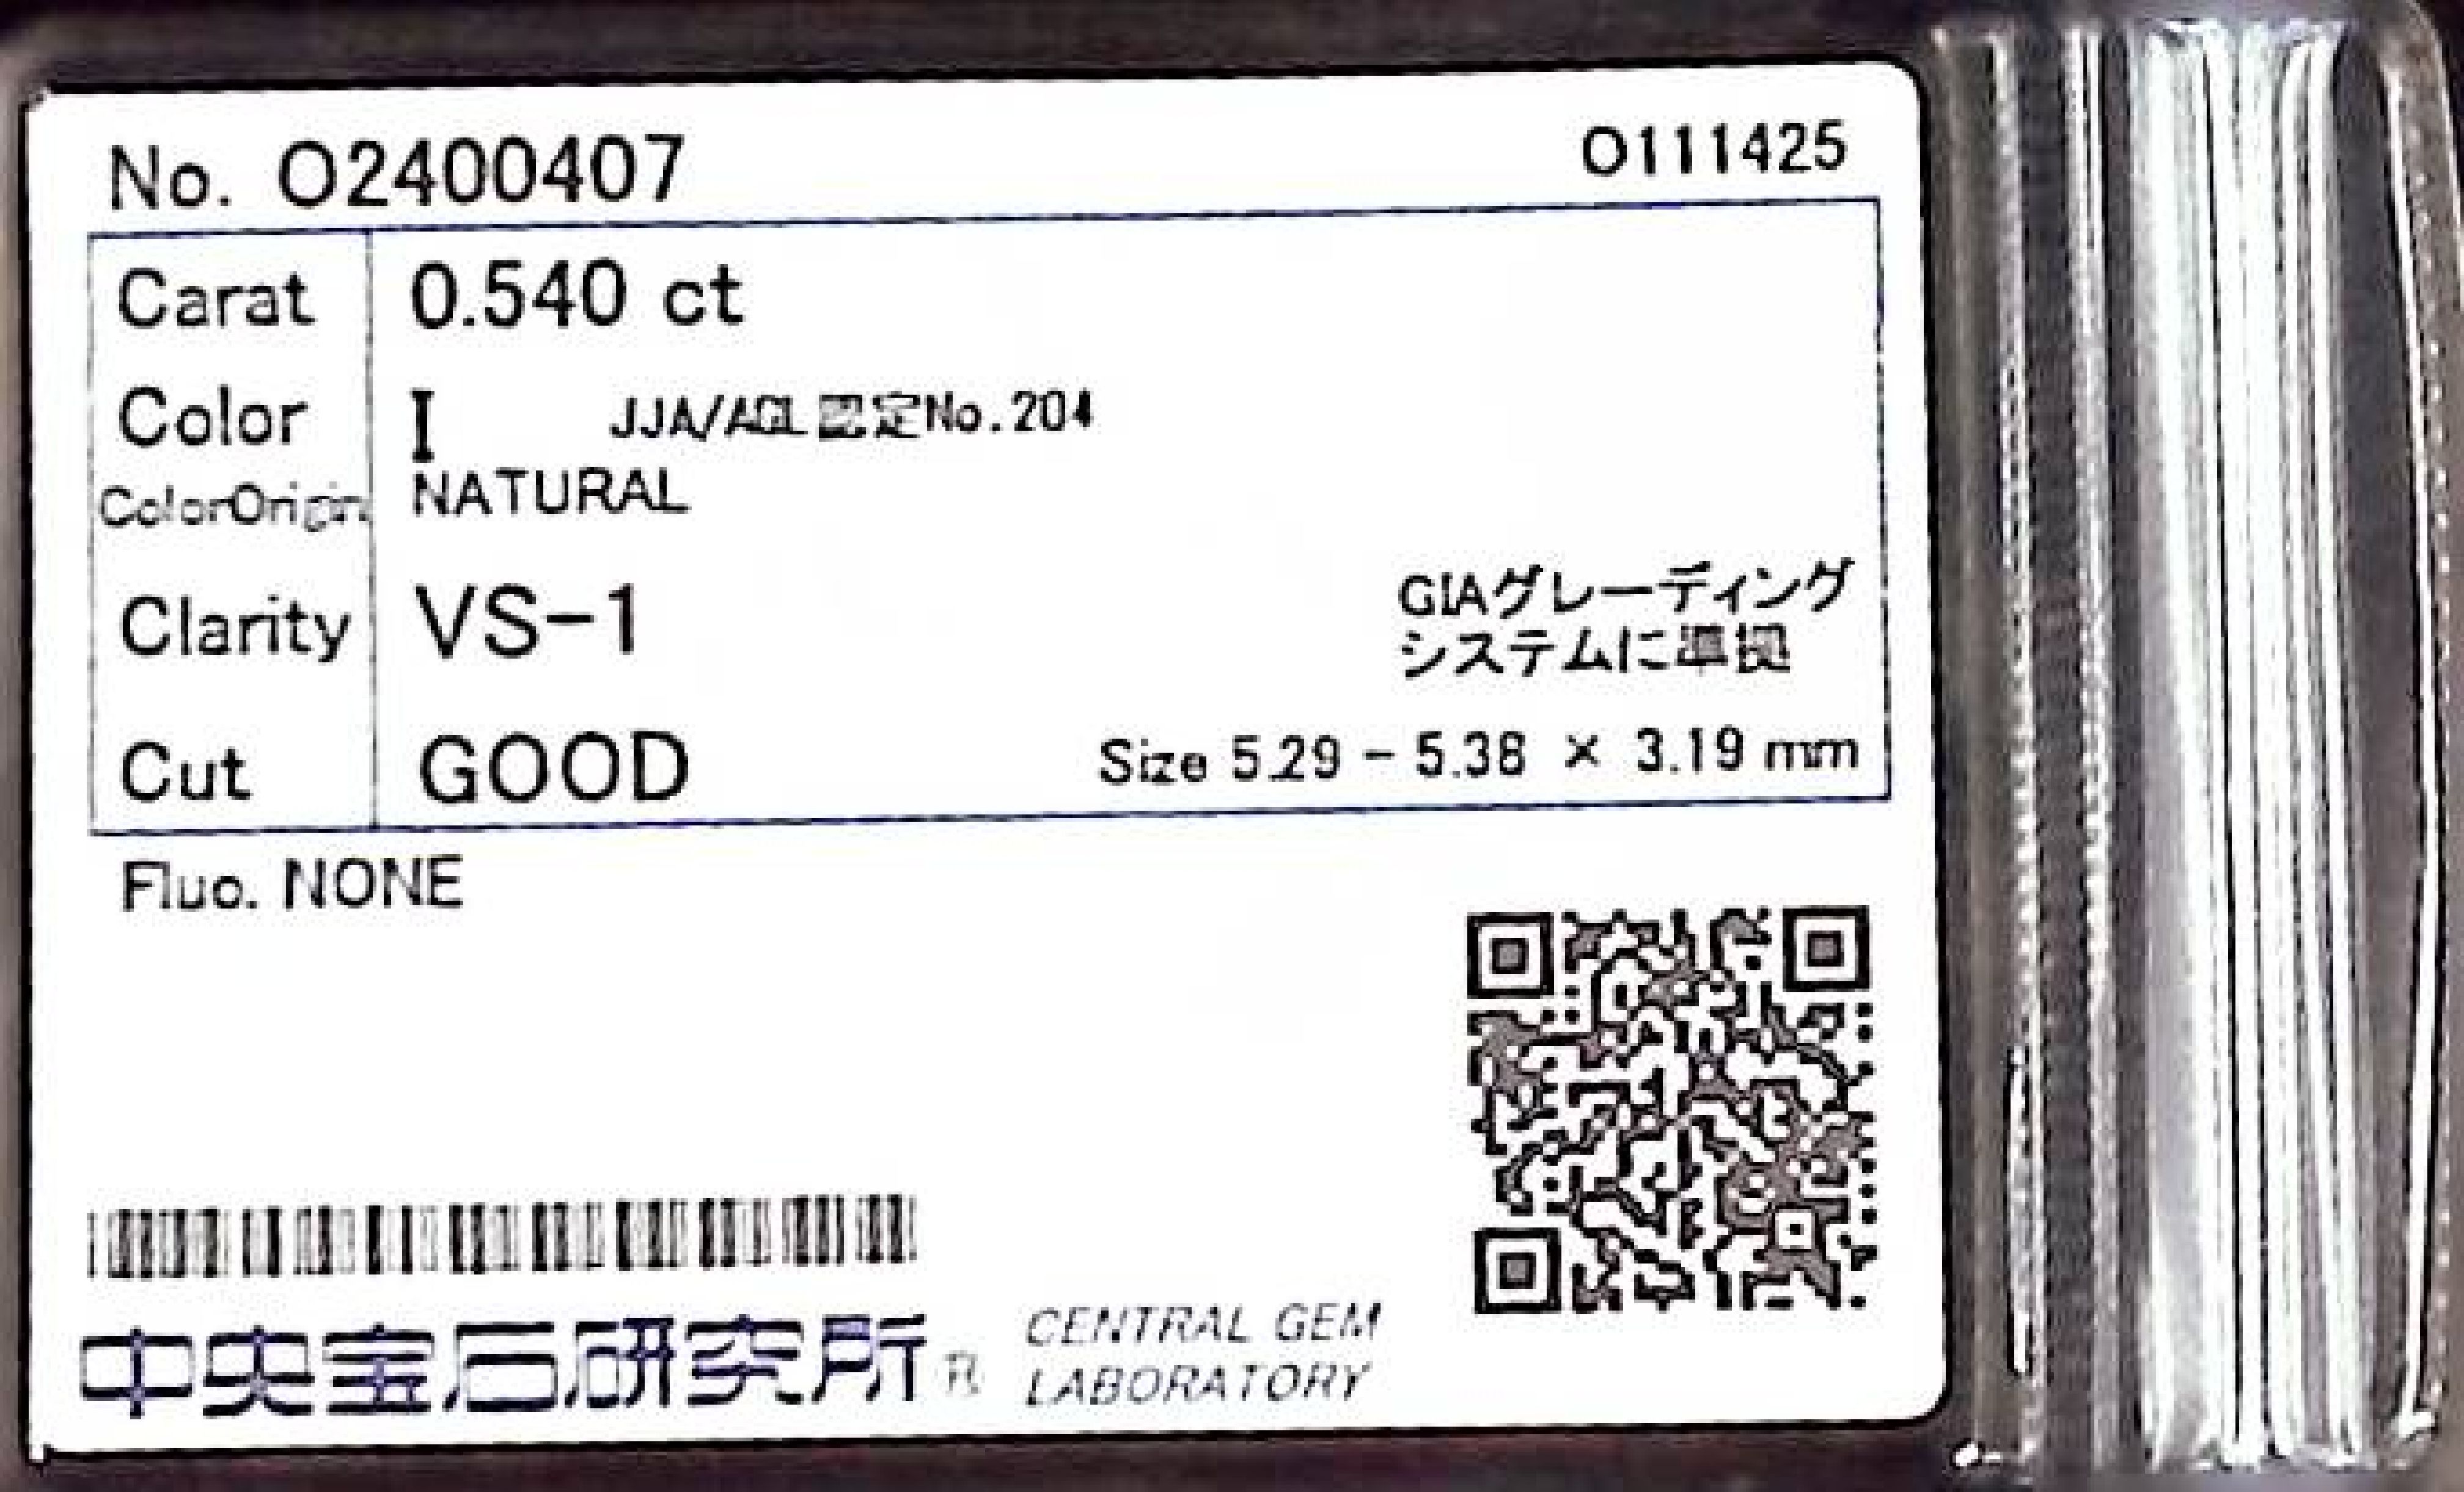 No. O2400407
O111425
Carat 0.540 ct
Color I JJA/AGL認定No.204
ColorOrigin NATURAL
Clarity VS-1
GIAグレーディング
システムに準拠
Cut GOOD Size 5.29 - 5.38 × 3.19 mm
Fluo. NONE
中央宝石研究所®
CENTRAL GEM
LABORATORY